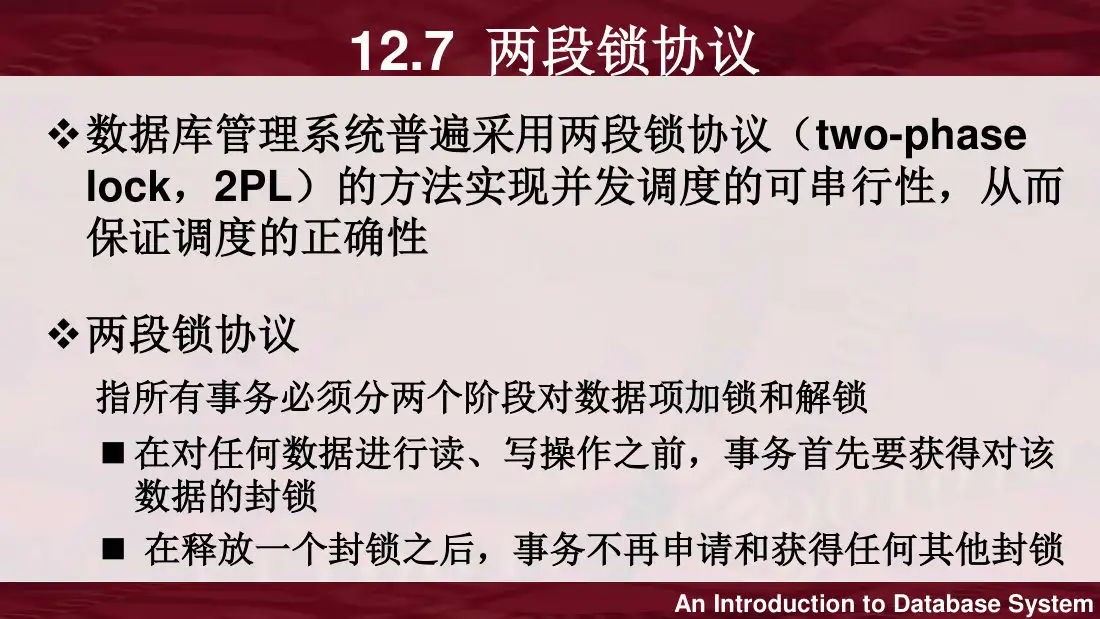 12.7 两段锁协议
❖数据库管理系统普遍采用两段锁协议（two-phase
lock，2PL）的方法实现并发调度的可串行性，从而
保证调度的正确性
❖两段锁协议
指所有事务必须分两个阶段对数据项加锁和解锁
■在对任何数据进行读、写操作之前，事务首先要获得对该
数据的封锁
■ 在释放一个封锁之后，事务不再申请和获得任何其他封锁
An Introduction to Database System